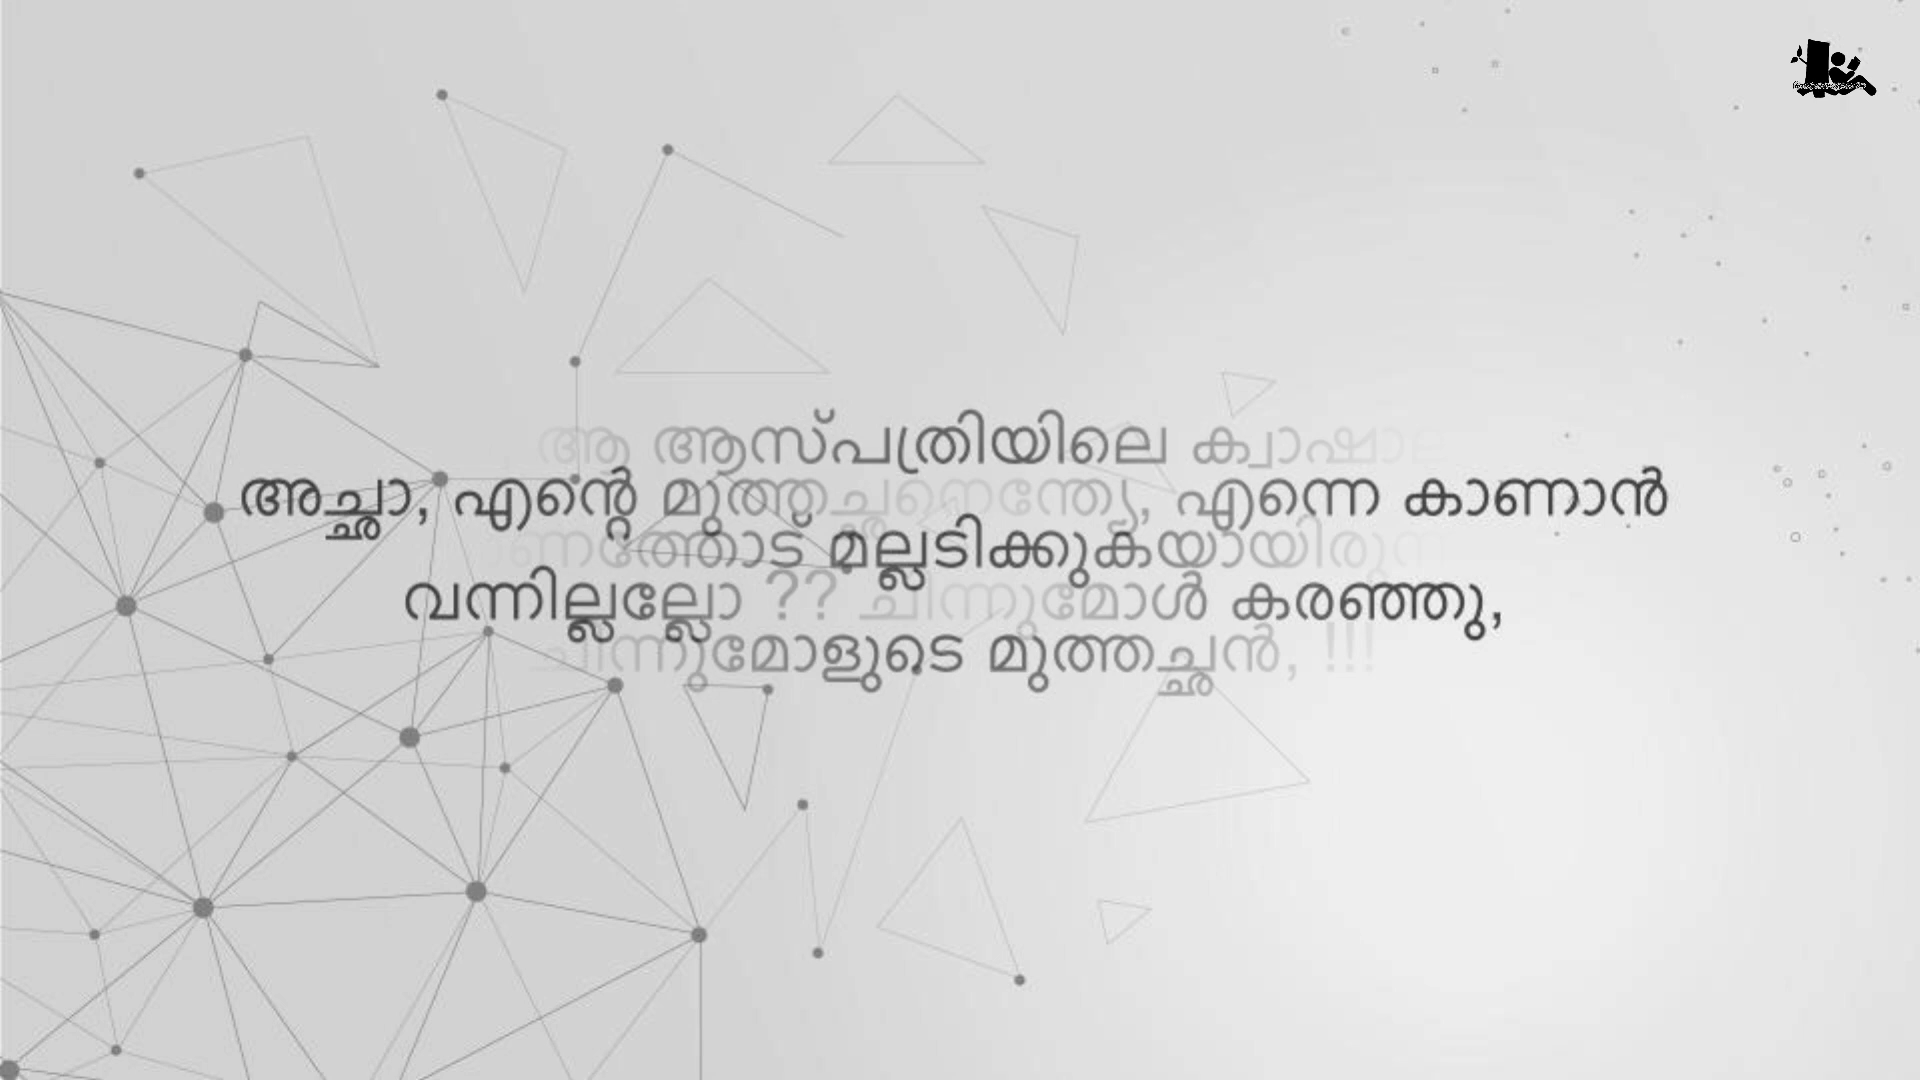 ആ ആസ്പത്രിയിലെ
അച്ഛാ, എന്റെ മുത്തച്ഛനെന്ത്യേ, എന്നെ കാണാൻ
മല്ലടിക്കുകയായിരുന്ന
വന്നില്ലല്ലോ ?? ചിന്നുമോൾ കരഞ്ഞു,
ചിന്നുമോളുടെ മുത്തച്ഛൻ, !!!